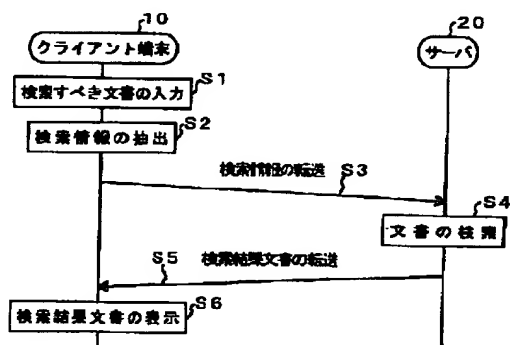 10
クライアント端末
20
サーバ
S1
検索すべき文書の入力
S2
検索情報の抽出
検索情報の転送
S3
S4
文書の検索
S5
検索結果文書の転送
S6
検索結果文書の表示